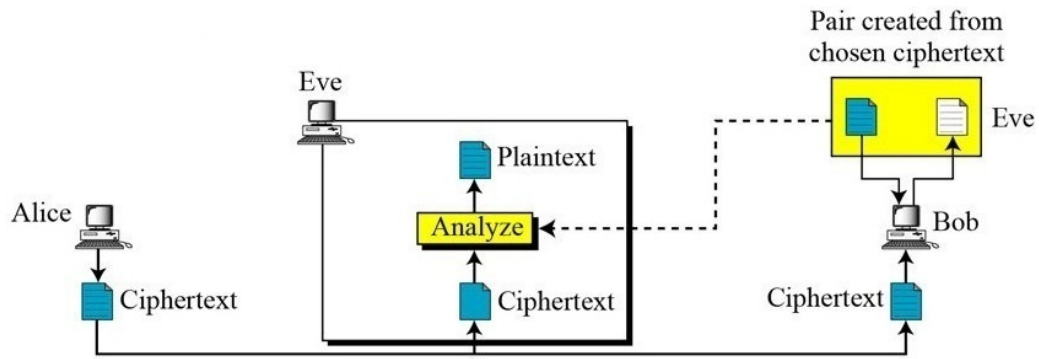 Pair created from
chosen ciphertext
Eve
Eve
Plaintext
Alice
Analyze
Bob
Ciphertext
Ciphertext
Ciphertext